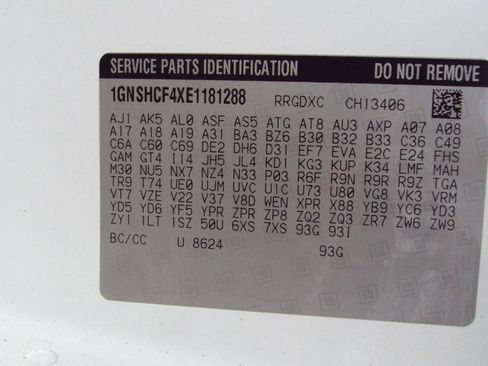 SERVICE PARTS IDENTIFICATION DO NOT REMOVE
1GNSHCF4XE1181288 RRGDXC CHI3406
AJ1 AK5 AL0 ASF AS5 ATG AT8 AU3 AXP A07 A08
A17 A18 A19 A31 BA3 BZ6 B30 B32 B33 C36 C49
C6A C60 C69 DE2 DH6 D31 EF7 EVA E2C E24 FHS
GAM GT4 I14 JH5 JL4 KD1 KG3 KUP K34 LMF MAH
M30 NU5 NX7 NZ4 N33 P03 R6F R9N R9R R9Z TGA
TR9 T74 UE0 UJM UVC U1C U73 U80 VG8 VK3 VRM
VT7 VZE V22 V37 V8D WEN XPR X88 YB9 YC6 YD3
YD5 YD6 YF5 YPR ZPR ZP8 ZQ2 ZQ3 ZR7 ZW6 ZW9
ZY1 1LT 1SZ 50U 6XS 7XS 93G 93I
BC/CC U 8624 93G